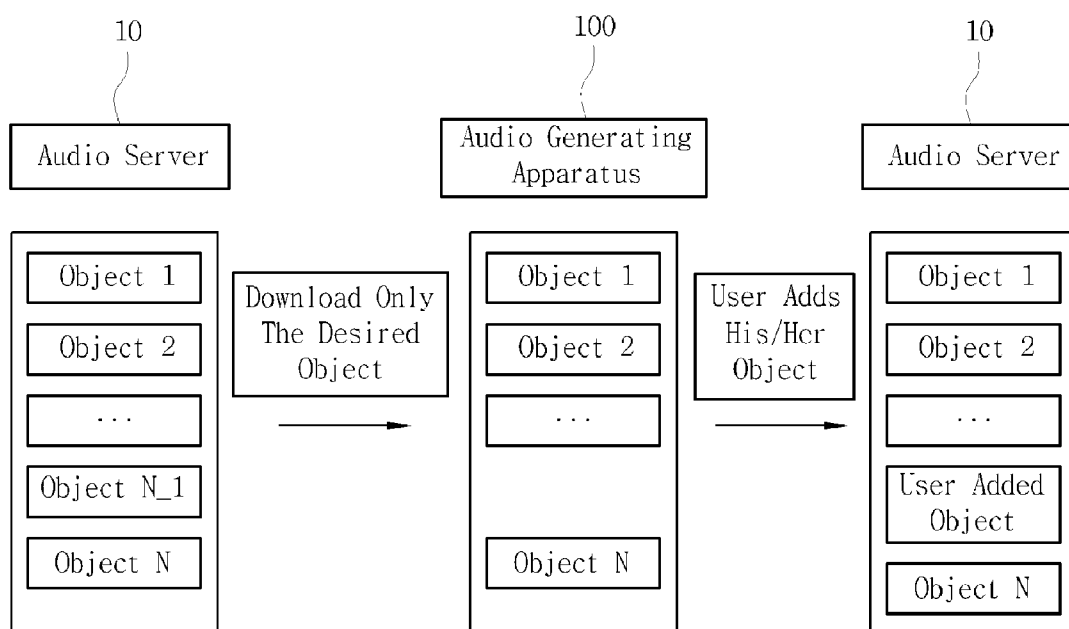 10
100
10
Audio Server
Audio Generating
Apparatus
Audio Server
Object 1
Object 2
...
Object N_1
Object N
Download Only
The Desired
Object
Object 1
Object 2
...
Object N
User Adds
His/Her
Object
Object 1
Object 2
...
User Added
Object
Object N